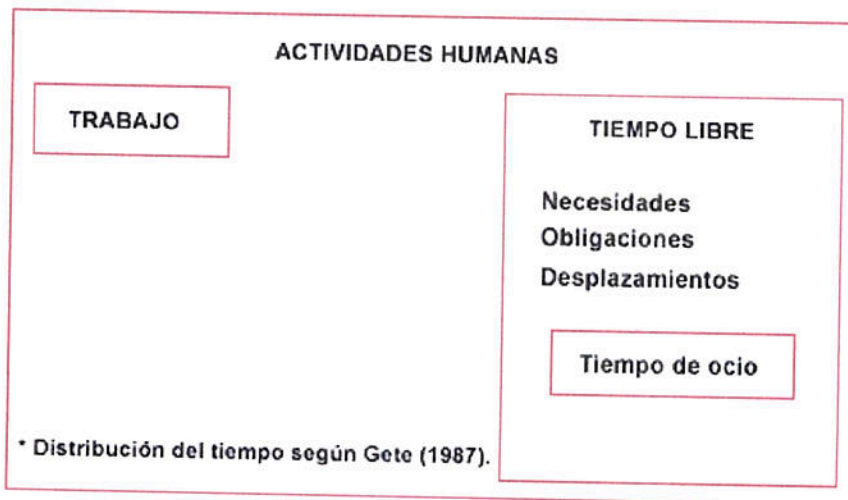 ACTIVIDADES HUMANAS
TRABAJO
TIEMPO LIBRE
Necesidades
Obligaciones
Desplazamientos
Tiempo de ocio
* Distribución del tiempo según Gete (1987).